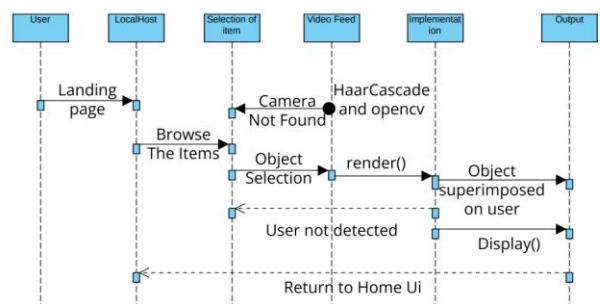 User
LocalHost
Selection of
item
Video Feed
Implementat
ion
Output
Landing
page
Camera
Not Found
HaarCascade
and opencv
Browse
The Items
Object
Selection
render()
Object
superimposed
on user
User not detected
Display()
Return to Home Ui